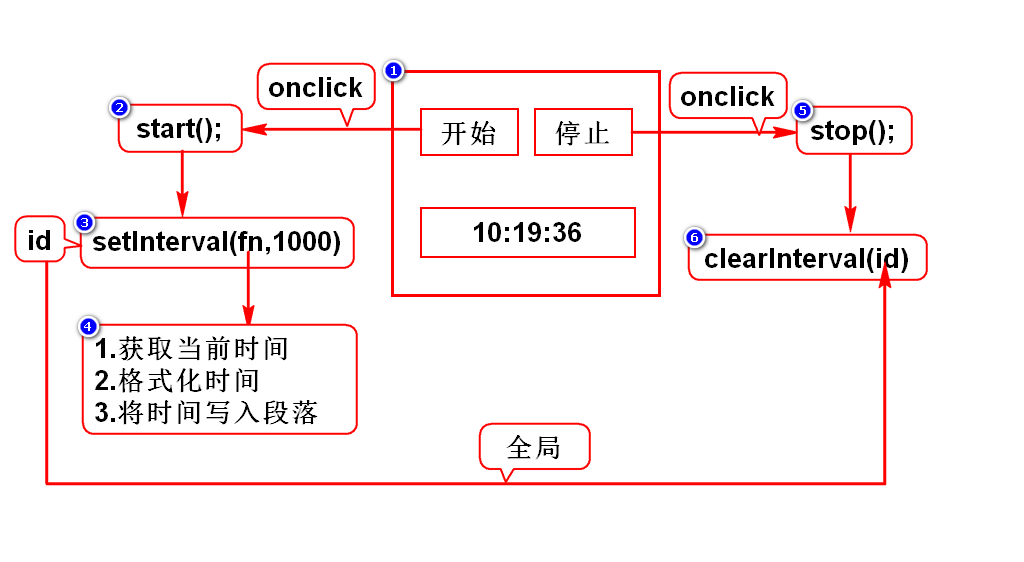 onclick
1
onclick
2
start();
开始
停止
5
stop();
3
id
setInterval(fn,1000)
10:19:36
6
clearInterval(id)
4
1.获取当前时间
2.格式化时间
3.将时间写入段落
全局